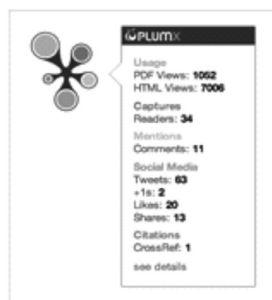 PLUMX
Usage
PDF Views: 1052
HTML Views: 7006
Captures
Readers: 34
Mentions
Comments: 11
Social Media
Tweets: 63
+1s: 2
Likes: 20
Shares: 13
Citations
CrossRef: 1
see details